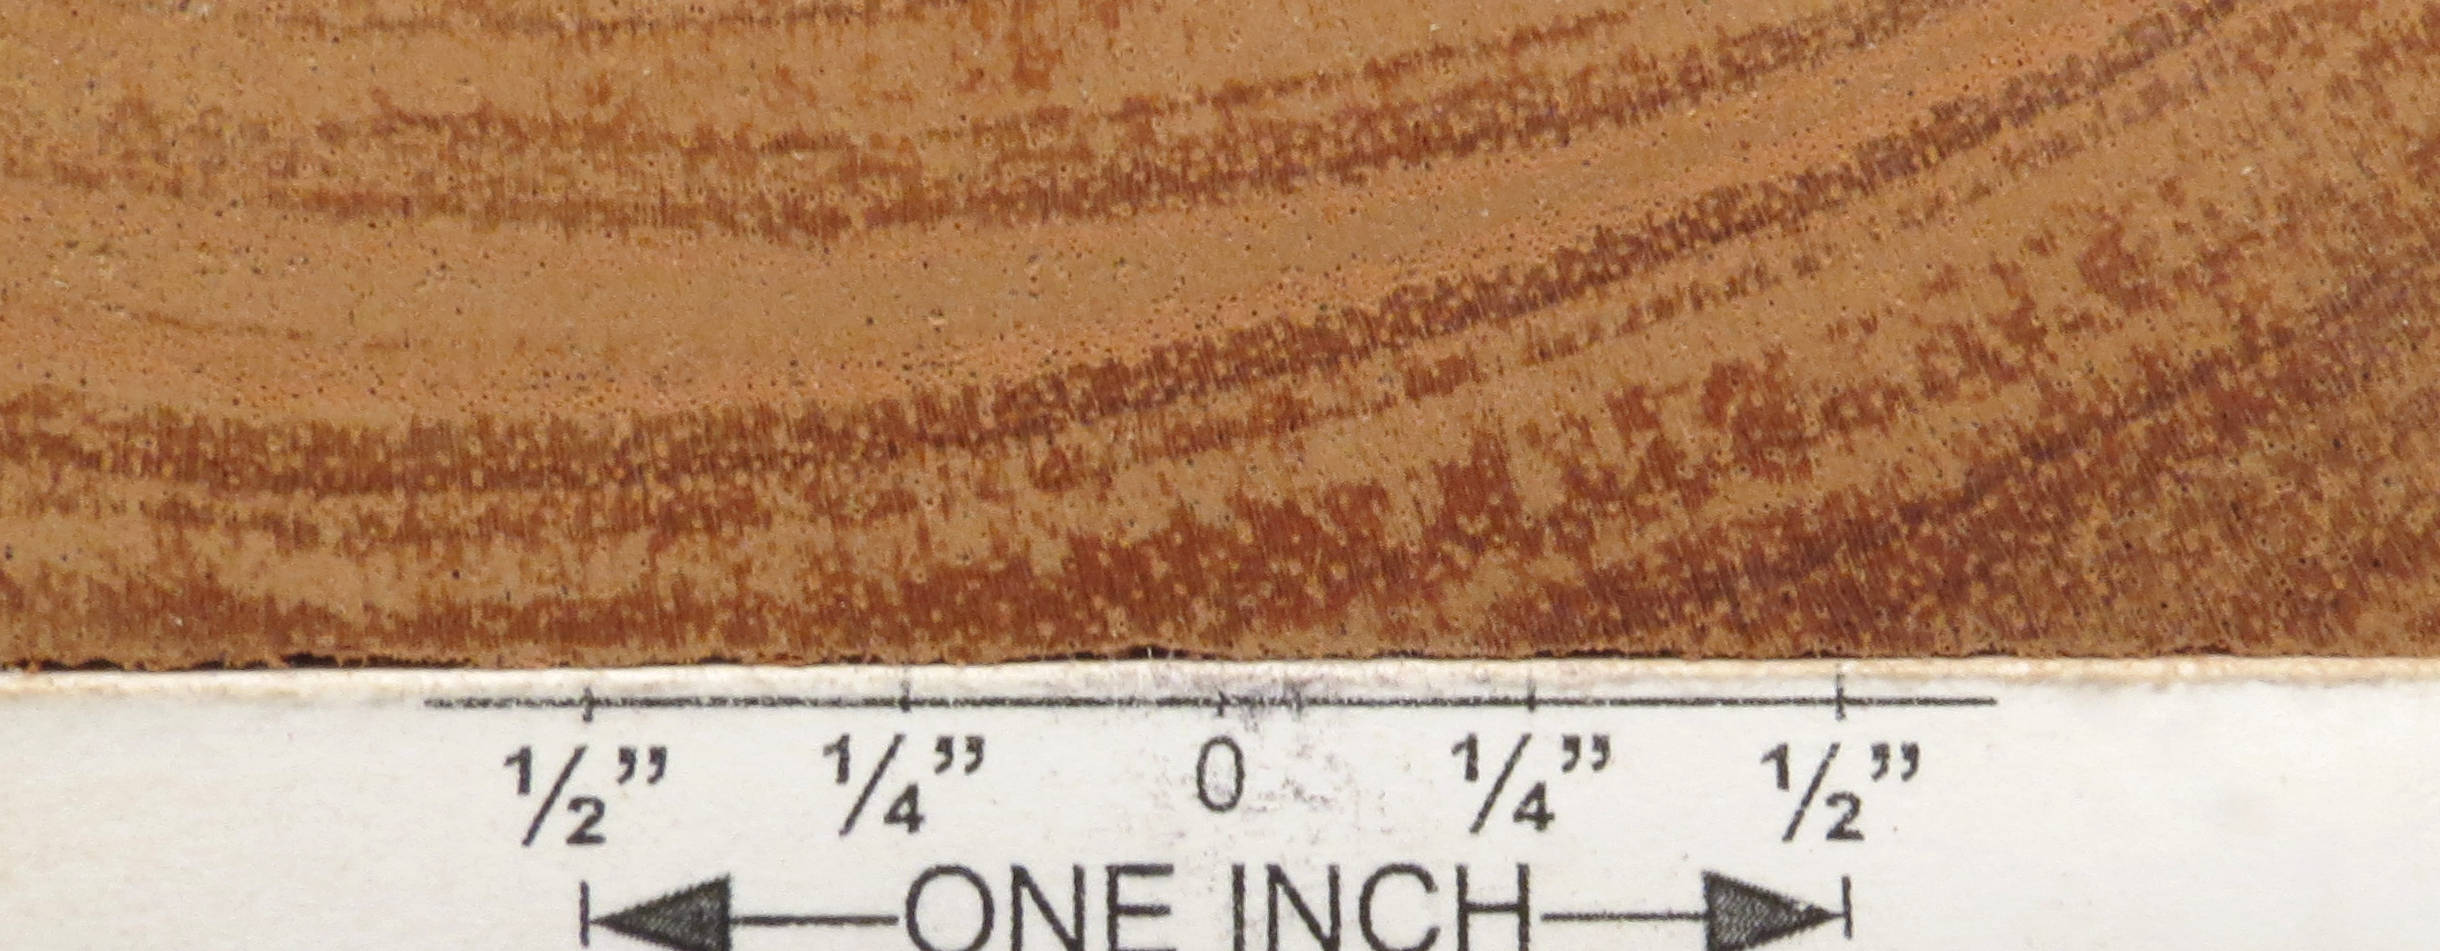 1/2” 1/4” 0 1/4” 1/2”
ONE INCH